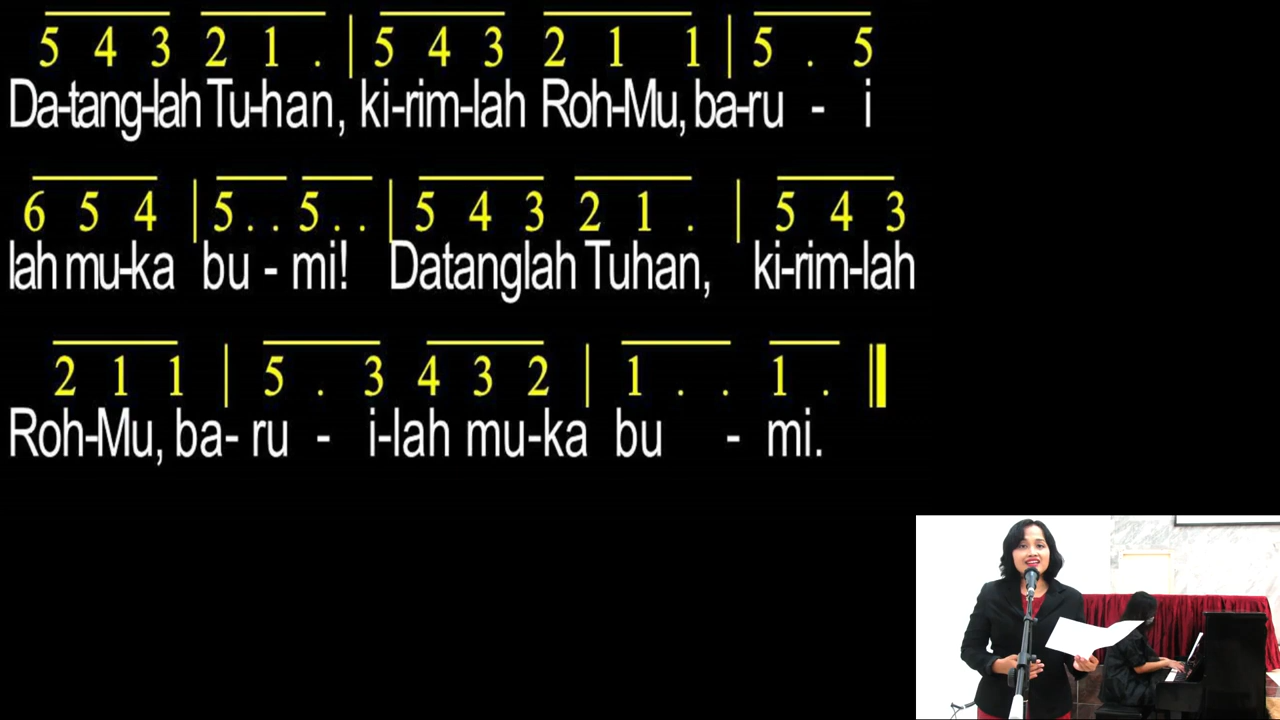 5 4 3 2 1 . | 5 4 3 2 1 1 | 5 . 5
Da-tang-lah Tu-han, ki-rim-lah Roh-Mu, ba-ru - i
6 5 4 | 5 . . 5 . . | 5 4 3 2 1 . | 5 4 3
lah mu-ka bu - mi! Datanglah Tuhan, ki-rim-lah
2 1 1 | 5 . 3 4 3 2 | 1 . . 1 . ||
Roh-Mu, ba- ru - i-lah mu-ka bu - mi.